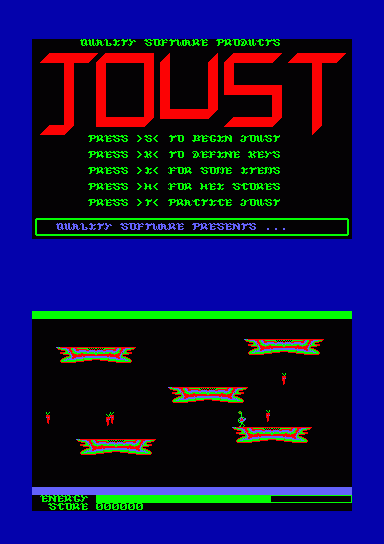 QUALITY SOFTWARE PRODUCTS
JOUST
PRESS >S< TO BEGIN JOUST
PRESS >K< TO DEFINE KEYS
PRESS >I< FOR SOME ITEMS
PRESS >H< FOR HEI SCORES
PRESS >T< PRACTICE JOUST
QUALITY SOFTWARE PRESENTS ...
ENERGY
SCORE 000000